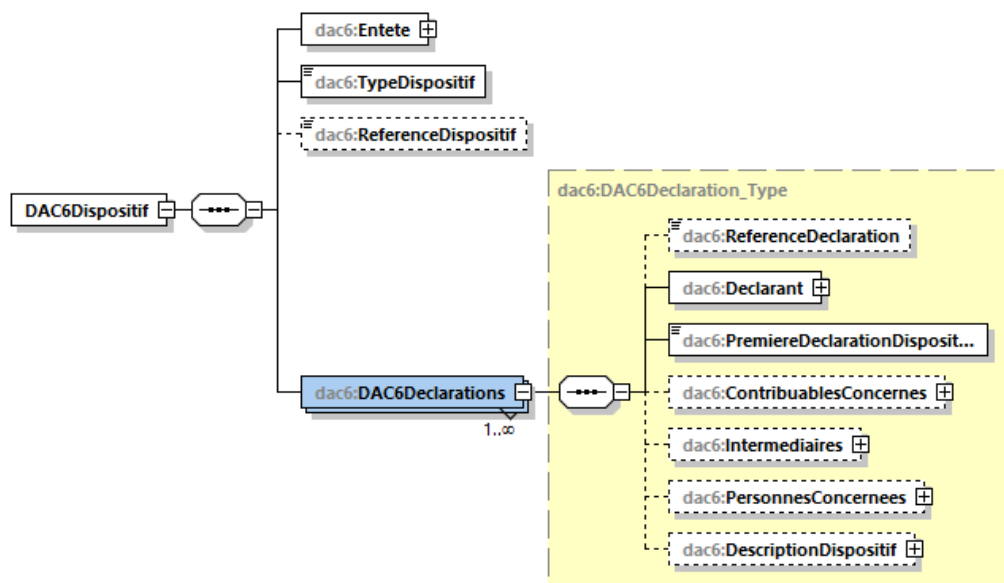 dac6:Entete
dac6:TypeDispositif
dac6:ReferenceDispositif
DAC6Dispositif
dac6:DAC6Declarations
1..∞
dac6:DAC6Declaration_Type
dac6:ReferenceDeclaration
dac6:Declarant
dac6:PremiereDeclarationDisposit...
dac6:ContribuablesConcernes
dac6:Intermediaires
dac6:PersonnesConcernees
dac6:DescriptionDispositif